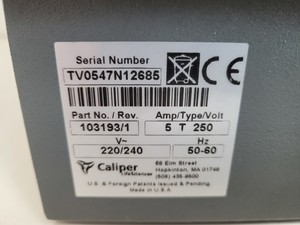 Serial Number
TV0547N12685
Part No. / Rev. Amp/Type/Volt
103193/1 5 T 250
V~ Hz
220/240 50-60
Caliper LifeSciences
68 Elm Street
Hopkinton, MA 01748
(508) 435-9500
U.S. & Foreign Patents Issued & Pending.
Made in U.S.A